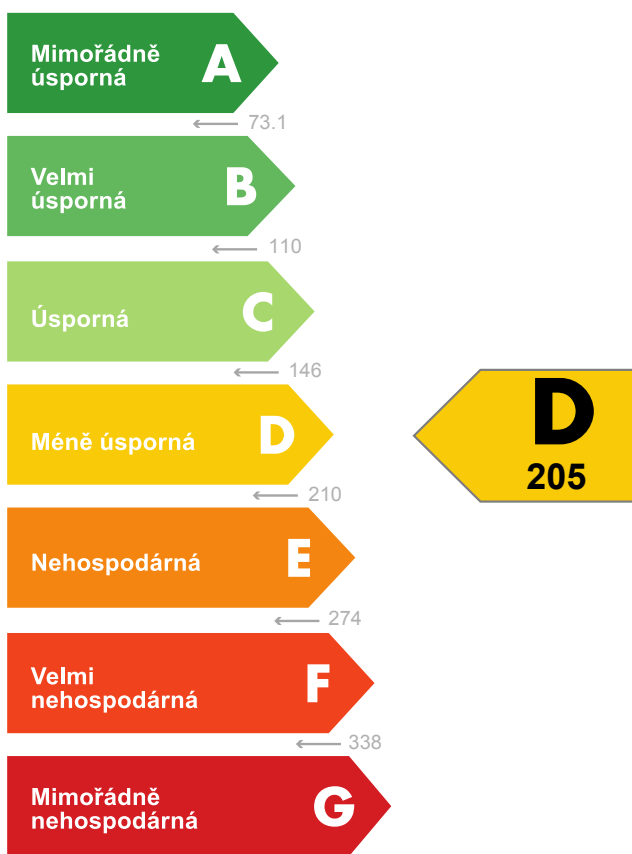 Mimořádně
úsporná
A
← 73.1
Velmi
úsporná
B
← 110
Úsporná
C
← 146
Méně úsporná
D
← 210
D
205
Nehospodárná
E
← 274
Velmi
nehospodárná
F
← 338
Mimořádně
nehospodárná
G